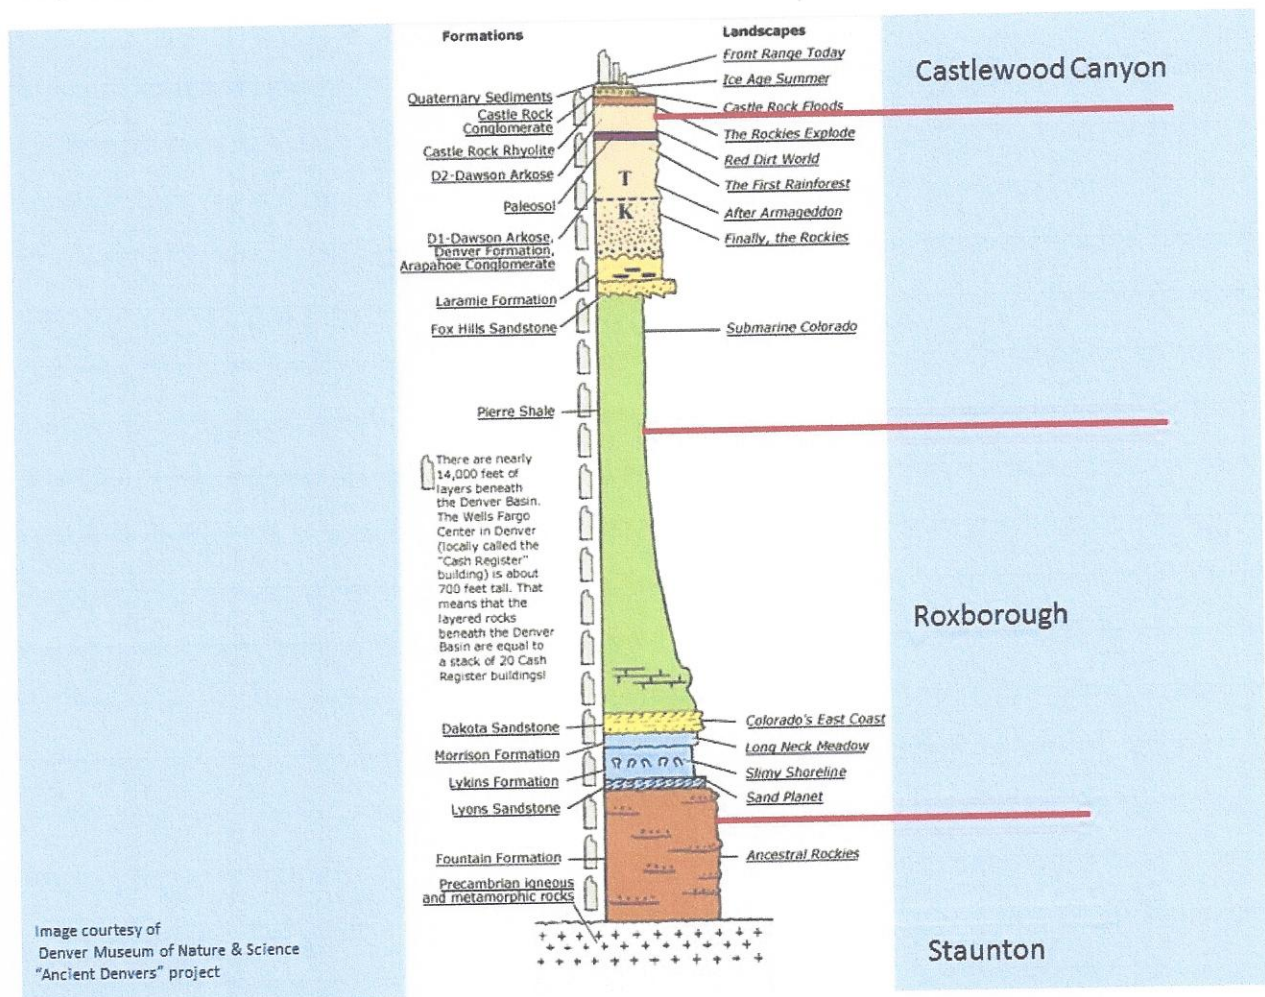 Formations
Landscapes
Castlewood Canyon
Front Range Today
Ice Age Summer
Quaternary Sediments
Castle Rock Floods
Castle Rock
Conglomerate
The Rockies Explode
Castle Rock Rhyolite
Red Dirt World
D2-Dawson Arkose
The First Rainforest
T
Paleosol
After Armageddon
K
D1-Dawson Arkose,
Denver Formation,
Arapahoe Conglomerate
Finally, the Rockies
Laramie Formation
Fox Hills Sandstone
Submarine Colorado
Pierre Shale
There are nearly
14,000 feet of
layers beneath
the Denver Basin.
The Wells Fargo
Center in Denver
(locally called the
"Cash Register"
building) is about
700 feet tall. That
means that the
layered rocks
beneath the Denver
Basin are equal to
a stack of 20 Cash
Register buildings!
Roxborough
Dakota Sandstone
Colorado's East Coast
Morrison Formation
Long Neck Meadow
Lykins Formation
Slimy Shoreline
Lyons Sandstone
Sand Planet
Fountain Formation
Ancestral Rockies
Precambrian igneous
and metamorphic rocks
Staunton
Image courtesy of
Denver Museum of Nature & Science
"Ancient Denvers" project